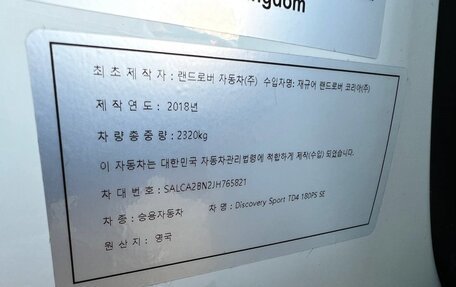 ngdom
최초제작자 : 랜드로버 자동차(주) 수입자명: 재규어 랜드로버 코리아(주)
제작연도 : 2018년
차량총중량 : 2320kg
이 자동차는 대한민국 자동차관리법령에 적합하게 제작(수입) 되었습니다.
차대번호 : SALCA28N2JH765821
차종 : 승용자동차 차명 : Discovery Sport TD4 180PS SE
원산지 : 영국